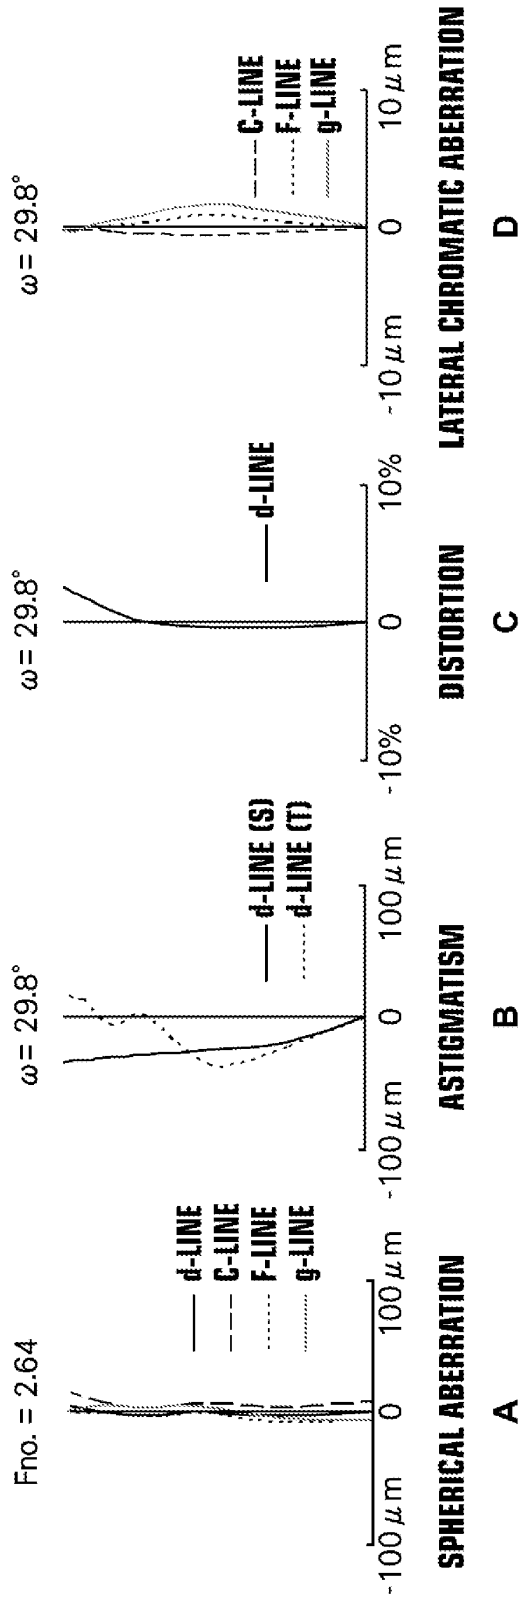 Fno. = 2.64
d-LINE
C-LINE
F-LINE
g-LINE
-100 μm
0
100 μm
SPHERICAL ABERRATION
A
ω= 29.8°
d-LINE (S)
d-LINE (T)
-100 μm
0
100 μm
ASTIGMATISM
B
ω= 29.8°
d-LINE
-10%
0
10%
DISTORTION
C
ω= 29.8°
C-LINE
F-LINE
g-LINE
-10 μm
0
10 μm
LATERAL CHROMATIC ABERRATION
D